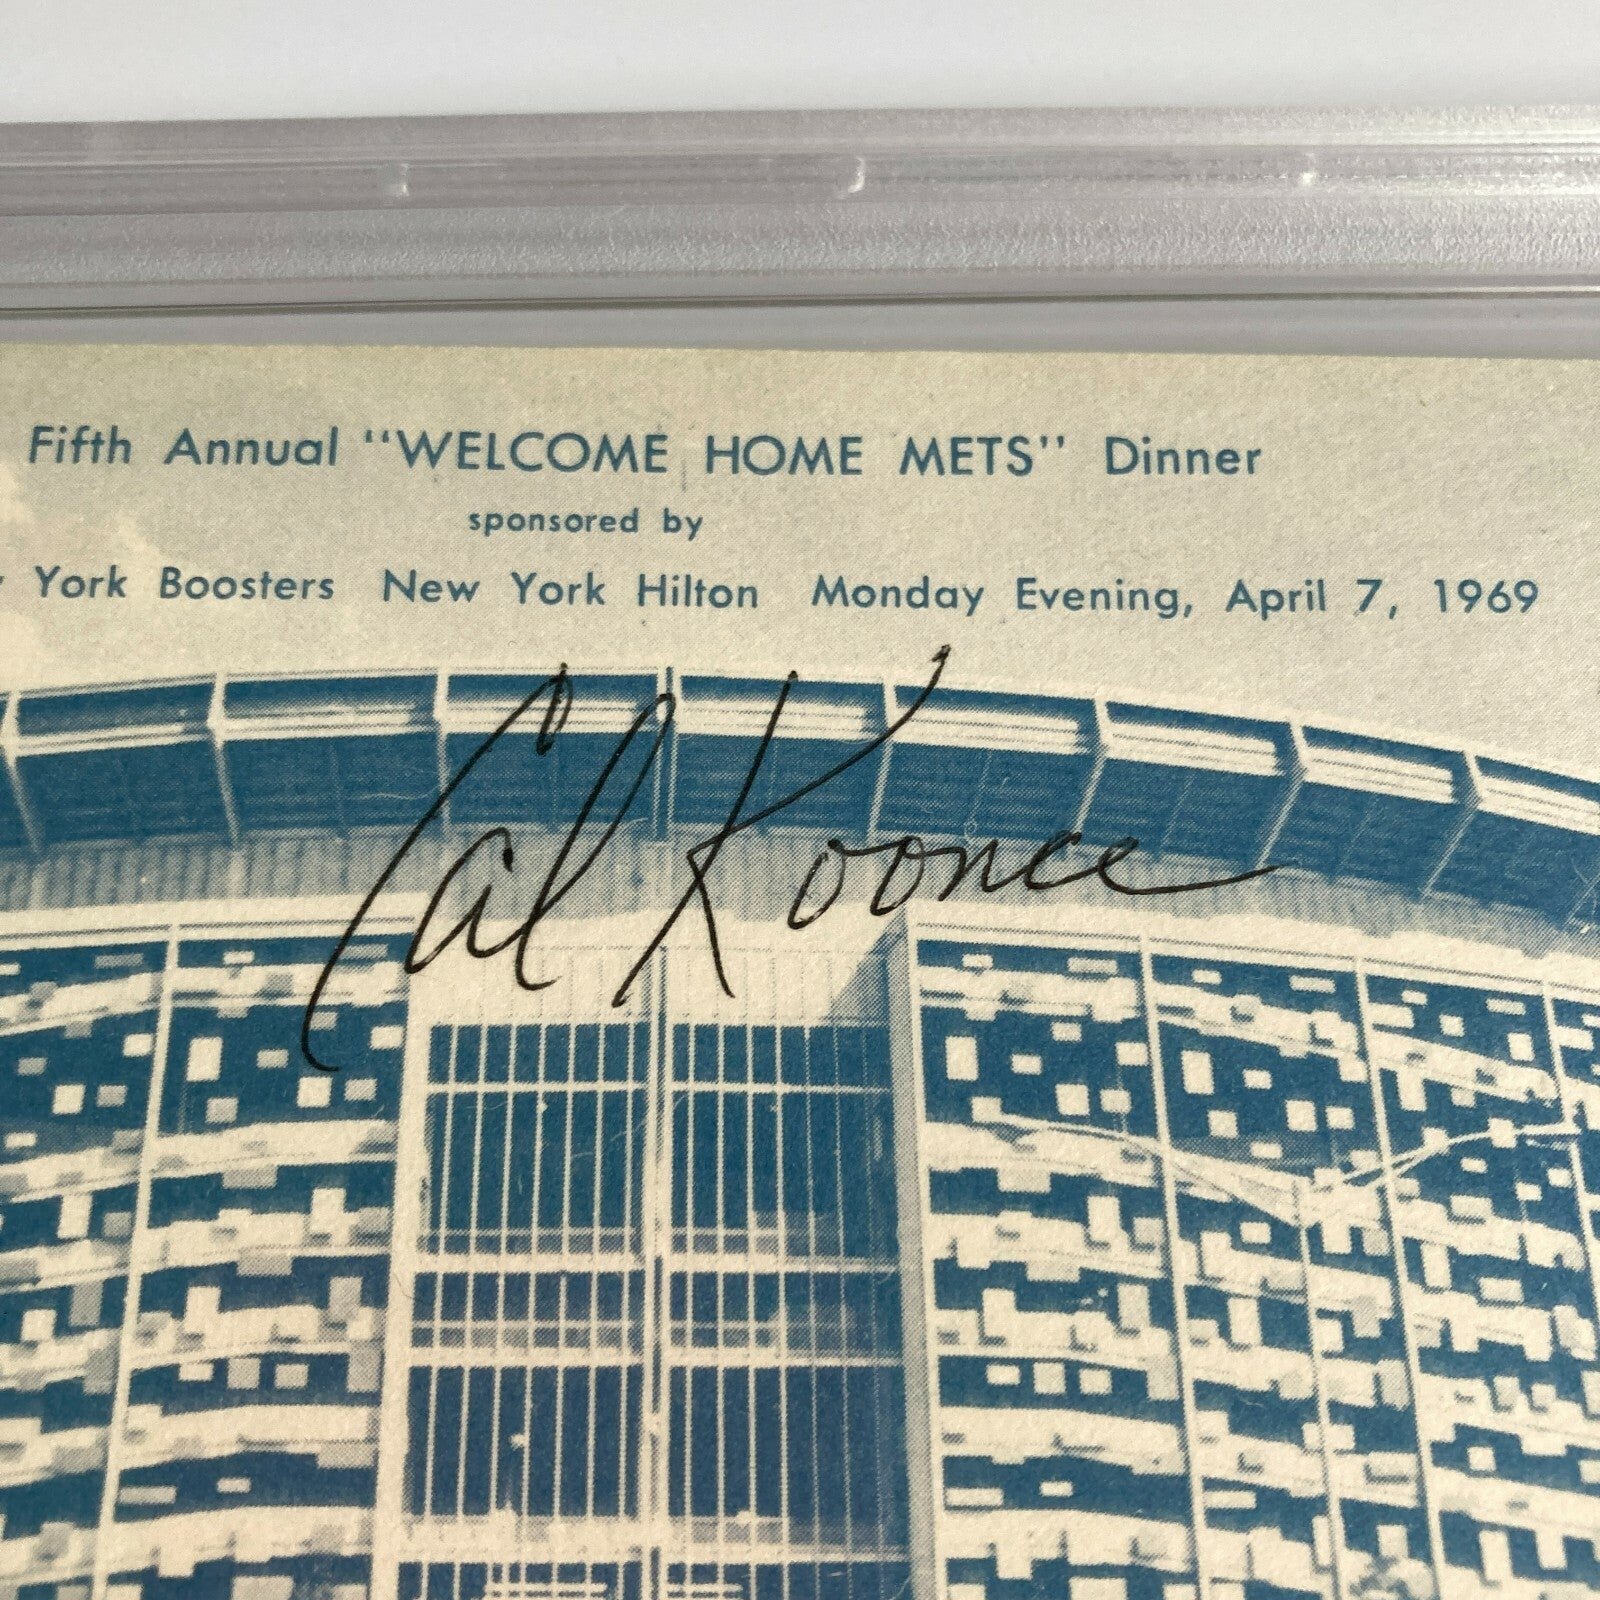 Fifth Annual "WELCOME HOME METS" Dinner
sponsored by
York Boosters New York Hilton Monday Evening, April 7, 1969
Cal Koonce